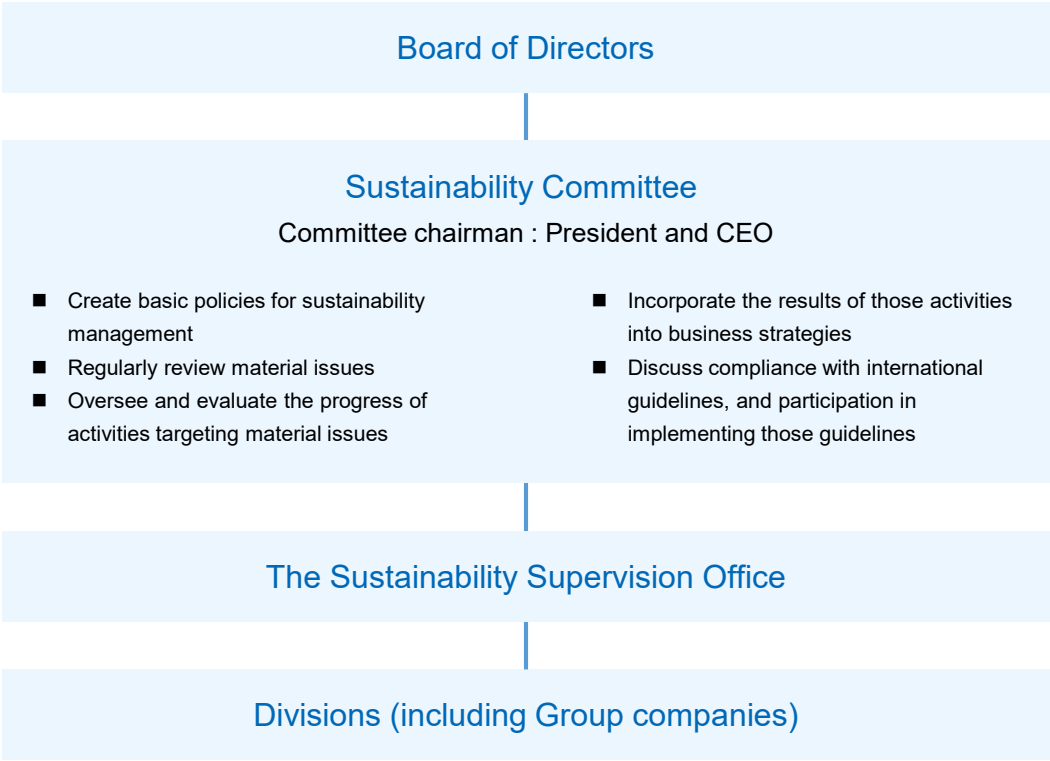 Board of Directors
Sustainability Committee
Committee chairman : President and CEO
■ Create basic policies for sustainability
management
■ Regularly review material issues
■ Oversee and evaluate the progress of
activities targeting material issues
■ Incorporate the results of those activities
into business strategies
■ Discuss compliance with international
guidelines, and participation in
implementing those guidelines
The Sustainability Supervision Office
Divisions (including Group companies)